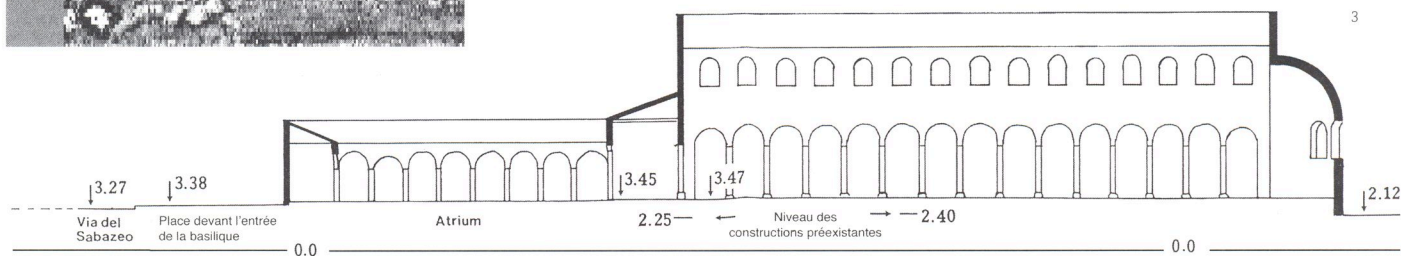 3
3.27
3.38
3.45
3.47
2.12
Via del
Sabazeo
Place devant l'entrée
de la basilique
Atrium
2.25
Niveau des
constructions préexistantes
2.40
0.0
0.0